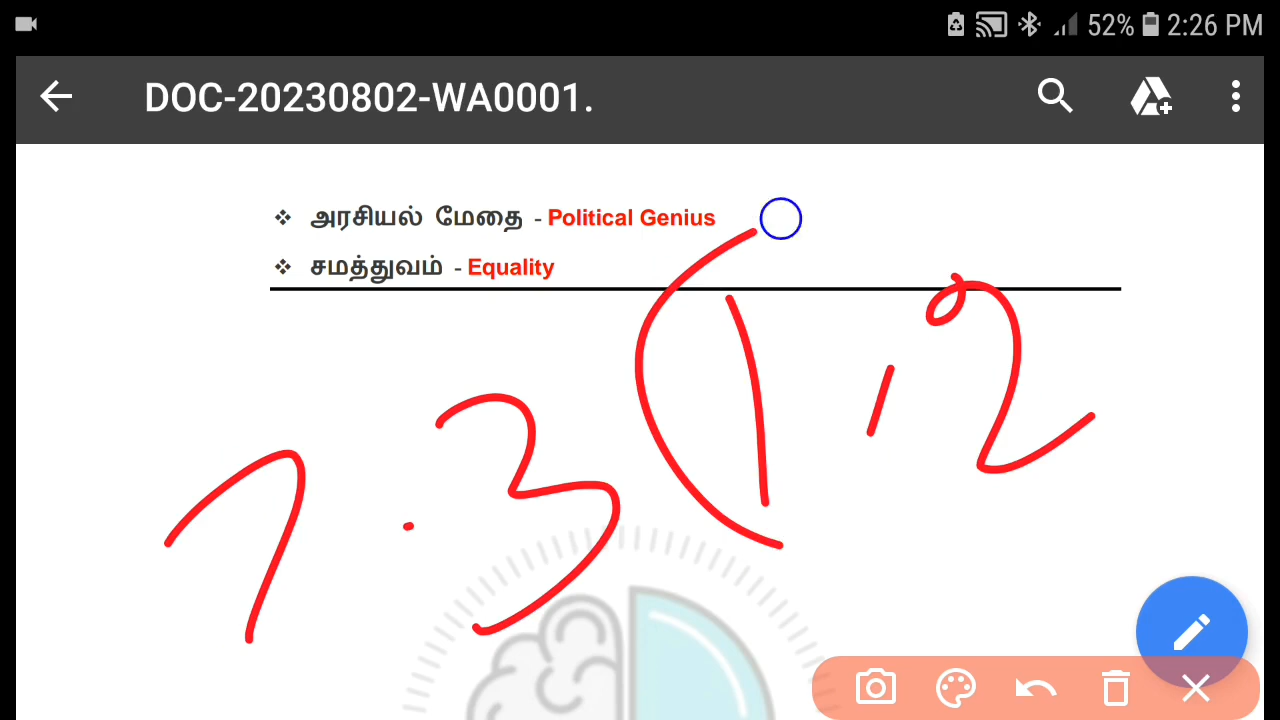 52% 2:26 PM
DOC-20230802-WA0001.
❖ அரசியல் மேதை - Political Genius
❖ சமத்துவம் - Equality
7.3(1,2